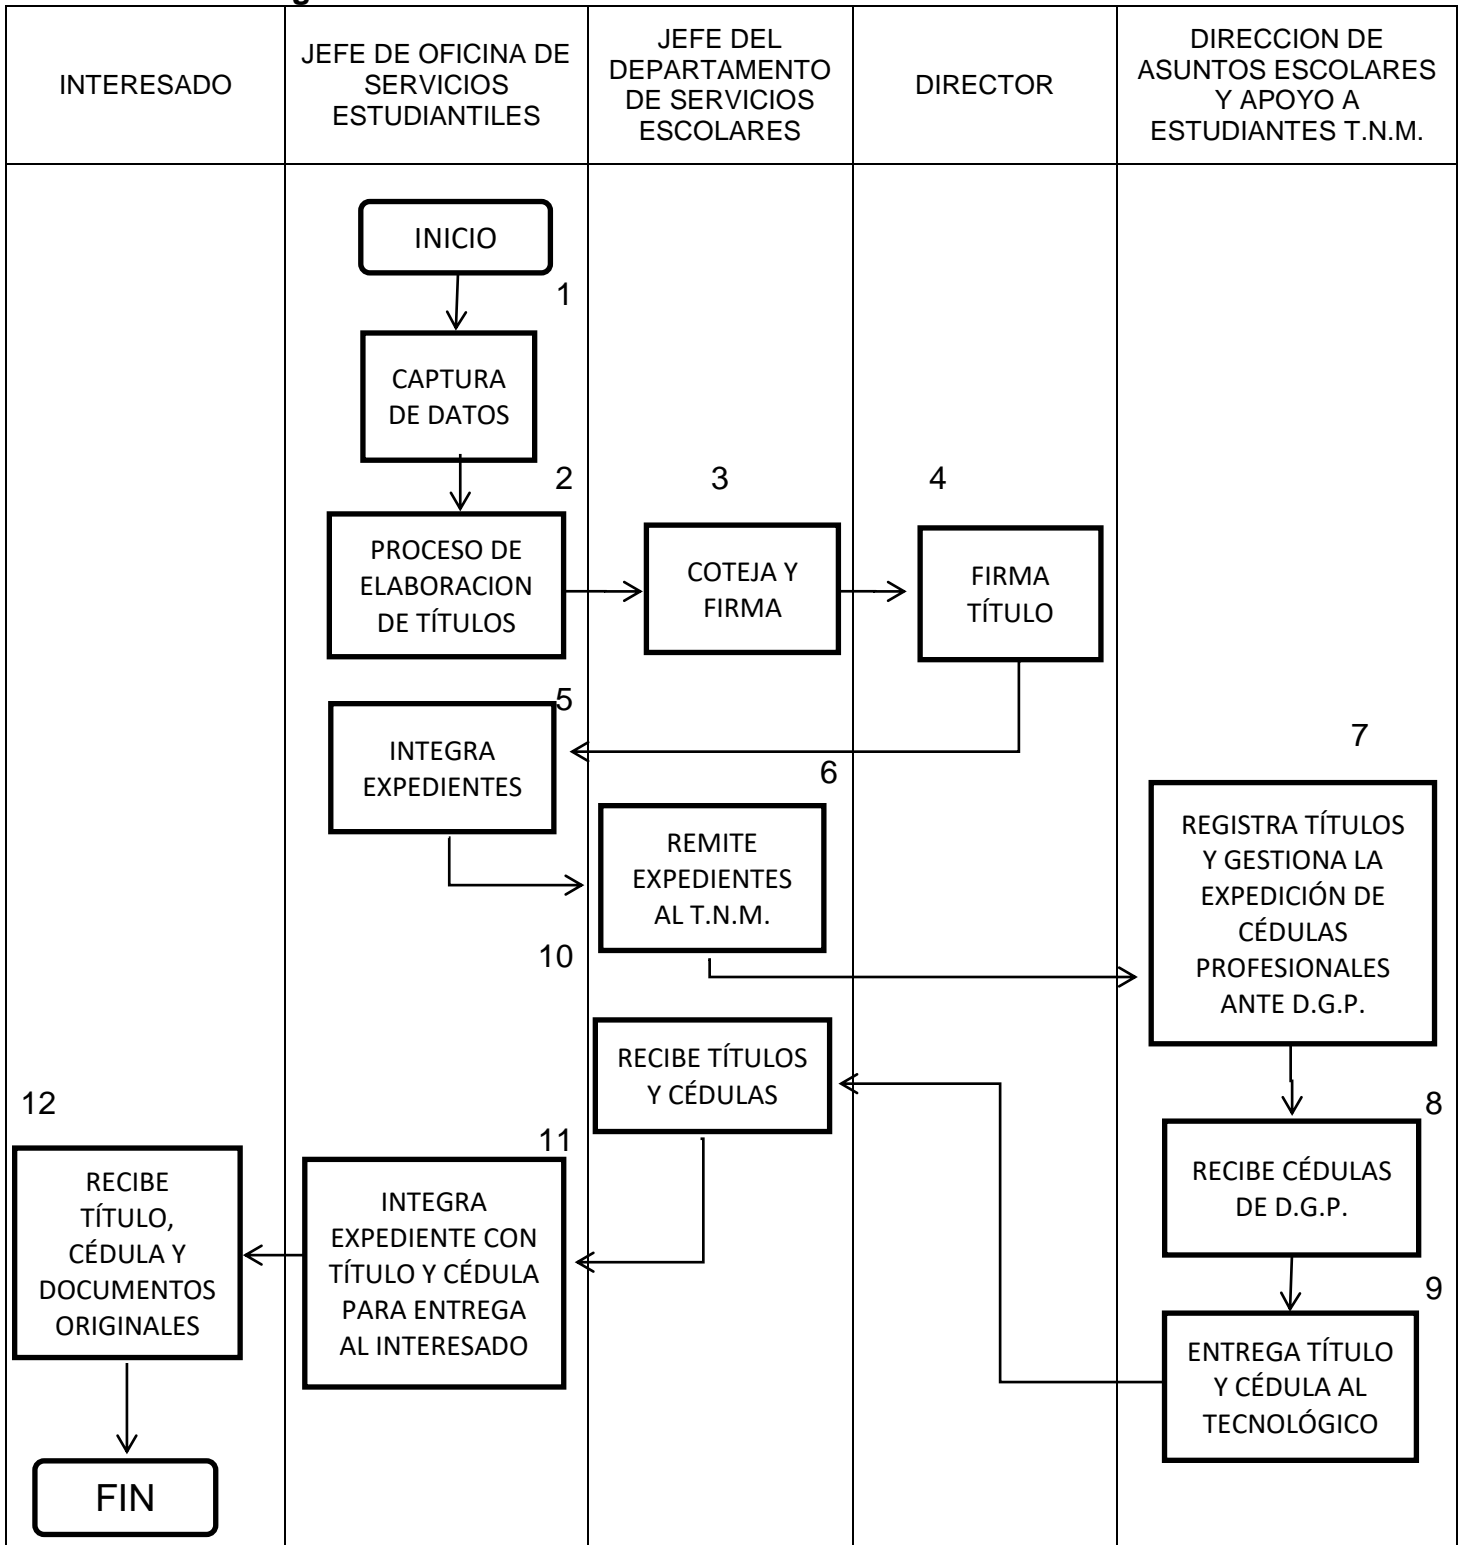 INTERESADO
JEFE DE OFICINA DE
SERVICIOS
ESTUDIANTILES
JEFE DEL
DEPARTAMENTO
DE SERVICIOS
ESCOLARES
DIRECTOR
DIRECCION DE
ASUNTOS ESCOLARES
Y APOYO A
ESTUDIANTES T.N.M.
INICIO
1
CAPTURA
DE DATOS
2
PROCESO DE
ELABORACION
DE TÍTULOS
3
COTEJA Y
FIRMA
4
FIRMA
TÍTULO
5
INTEGRA
EXPEDIENTES
6
REMITE
EXPEDIENTES
AL T.N.M.
7
REGISTRA TÍTULOS
Y GESTIONA LA
EXPEDICIÓN DE
CÉDULAS
PROFESIONALES
ANTE D.G.P.
8
RECIBE CÉDULAS
DE D.G.P.
9
ENTREGA TÍTULO
Y CÉDULA AL
TECNOLÓGICO
10
RECIBE TÍTULOS
Y CÉDULAS
11
INTEGRA
EXPEDIENTE CON
TÍTULO Y CÉDULA
PARA ENTREGA
AL INTERESADO
12
RECIBE
TÍTULO,
CÉDULA Y
DOCUMENTOS
ORIGINALES
FIN